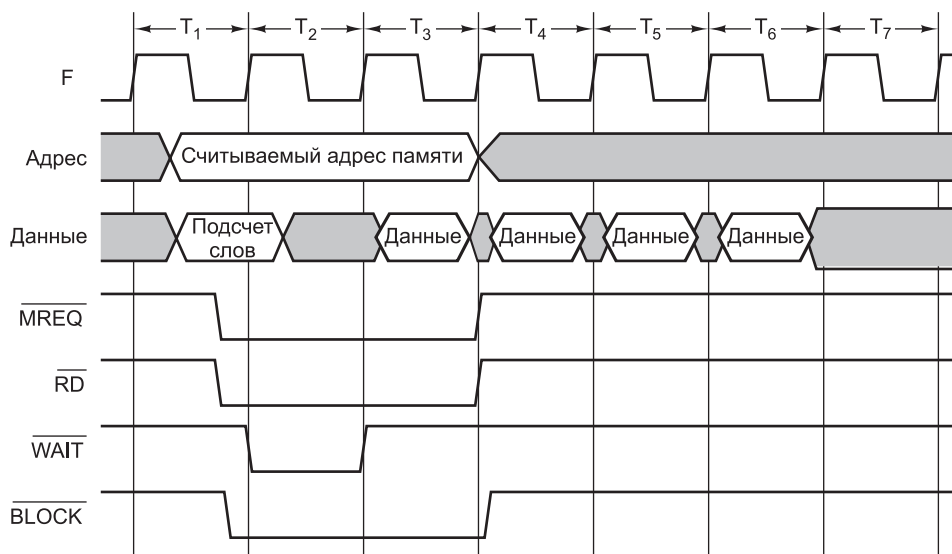 T₁ T₂ T₃ T₄ T₅ T₆ T₇
F
Адрес
Считываемый адрес памяти
Данные
Подсчет
слов
Данные Данные Данные Данные
MREQ
RD
WAIT
BLOCK